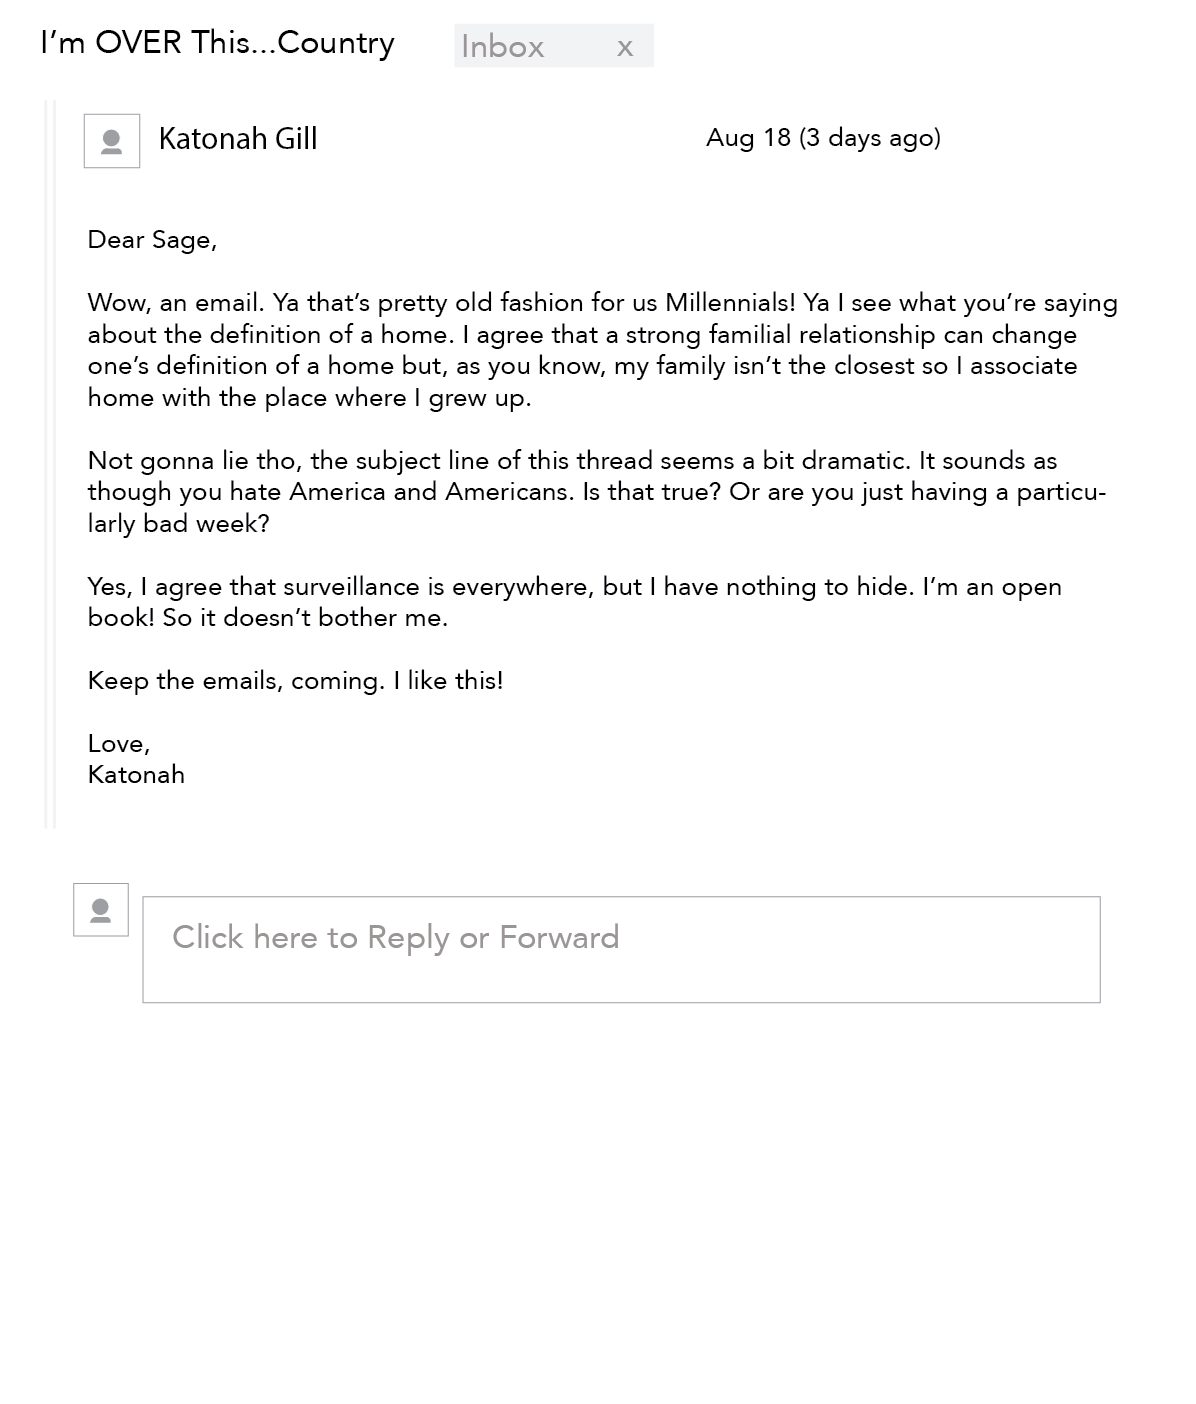 I’m OVER This...Country
Inbox x
Katonah Gill
Aug 18 (3 days ago)
Dear Sage,
Wow, an email. Ya that’s pretty old fashion for us Millennials! Ya I see what you’re saying
about the definition of a home. I agree that a strong familial relationship can change
one’s definition of a home but, as you know, my family isn’t the closest so I associate
home with the place where I grew up.
Not gonna lie tho, the subject line of this thread seems a bit dramatic. It sounds as
though you hate America and Americans. Is that true? Or are you just having a particu-
larly bad week?
Yes, I agree that surveillance is everywhere, but I have nothing to hide. I’m an open
book! So it doesn’t bother me.
Keep the emails, coming. I like this!
Love,
Katonah
Click here to Reply or Forward